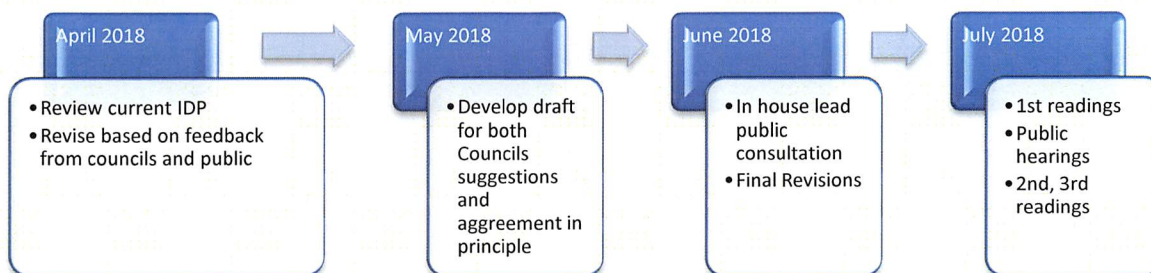 April 2018
• Review current IDP
• Revise based on feedback
from councils and public
May 2018
• Develop draft
for both
Councils
suggestions
and
aggreement in
principle
June 2018
• In house lead
public
consultation
• Final Revisions
July 2018
• 1st readings
• Public
hearings
• 2nd, 3rd
readings